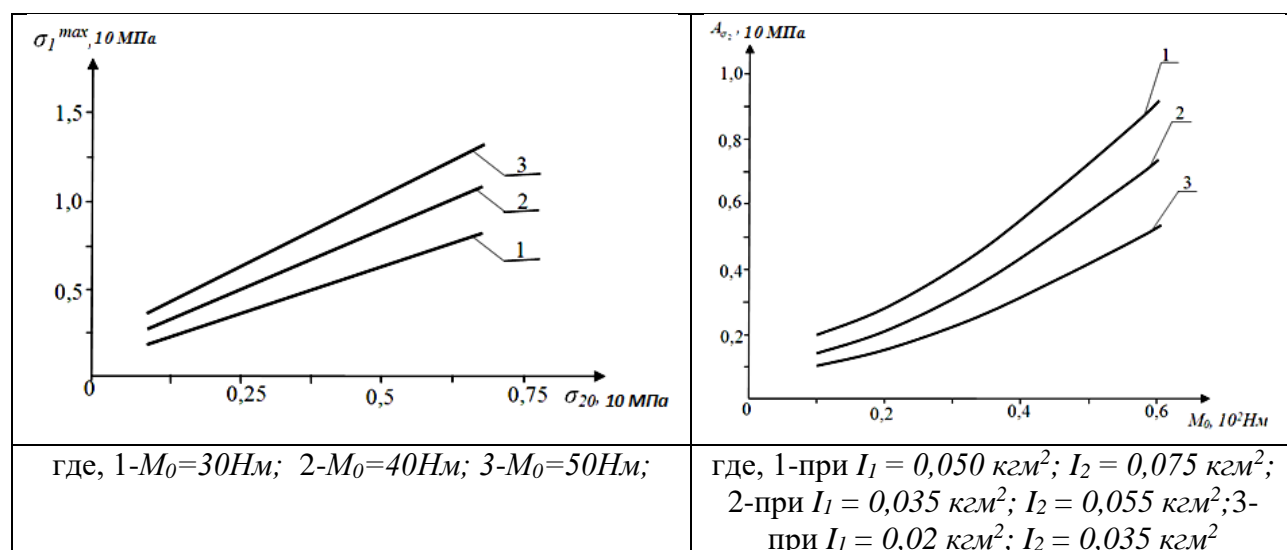 σ₁ᵐᵃˣ, 10 МПа
1,5
1,0
0,5
0
0,25
0,5
0,75
σ₂₀, 10 МПа
3
2
1
A_σ₂, 10 МПа
1,0
0,8
0,6
0,4
0,2
0
0,2
0,4
0,6
M₀, 10²Нм
1
2
3
где, 1-M₀=30Нм; 2-M₀=40Нм; 3-M₀=50Нм;
где, 1-при I₁ = 0,050 кгм²; I₂ = 0,075 кгм²;
2-при I₁ = 0,035 кгм²; I₂ = 0,055 кгм²;3-
при I₁ = 0,02 кгм²; I₂ = 0,035 кгм²